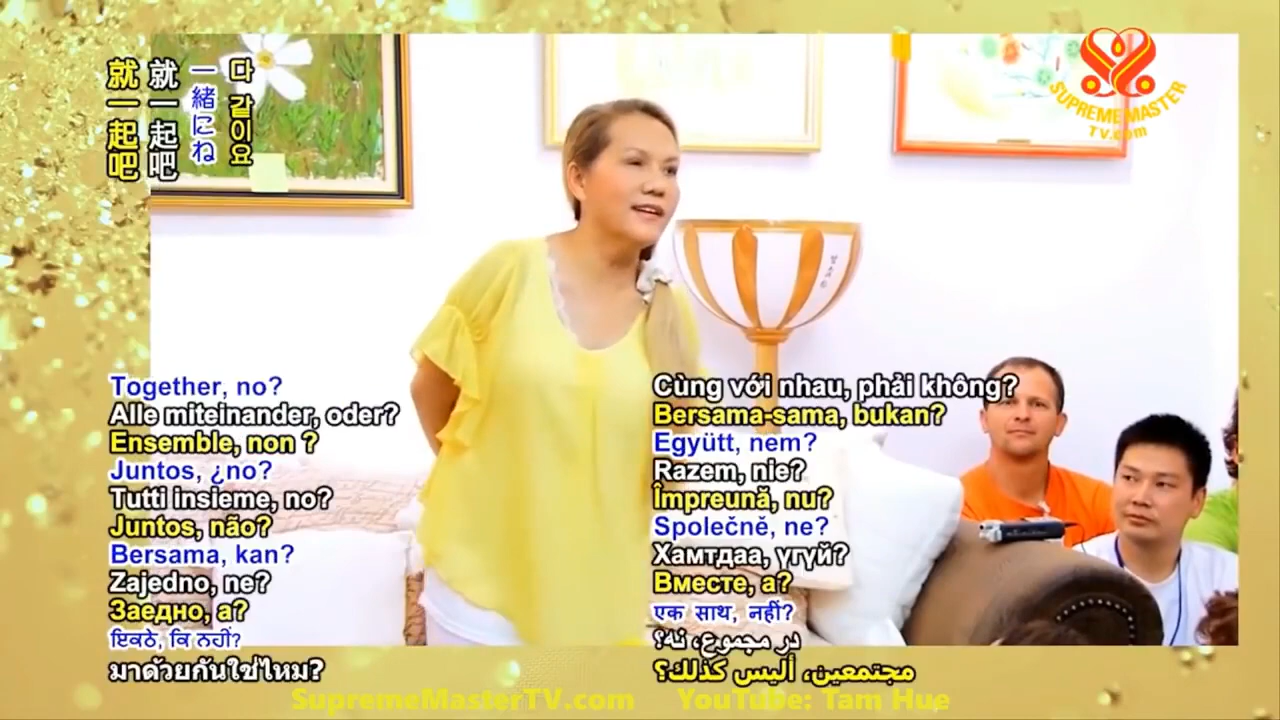 就一起吧
就一起吧
一緒にね
다 같이요
SUPREME MASTER
TV.com
Together, no?
Alle miteinander, oder?
Ensemble, non ?
Juntos, ¿no?
Tutti insieme, no?
Juntos, não?
Bersama, kan?
Zajedno, ne?
Заедно, а?
ਇਕਠੇ, ਕਿ ਨਹੀਂ?
มาด้วยกันใช่ไหม?
Cùng với nhau, phải không?
Bersama-sama, bukan?
Együtt, nem?
Razem, nie?
Împreună, nu?
Společně, ne?
Хамтдаа, үгүй?
Вместе, а?
एक साथ, नहीं?
در مجموع، نه؟
مجتمعين، أليس كذلك؟
SupremeMasterTV.com YouTube: Tam Hue